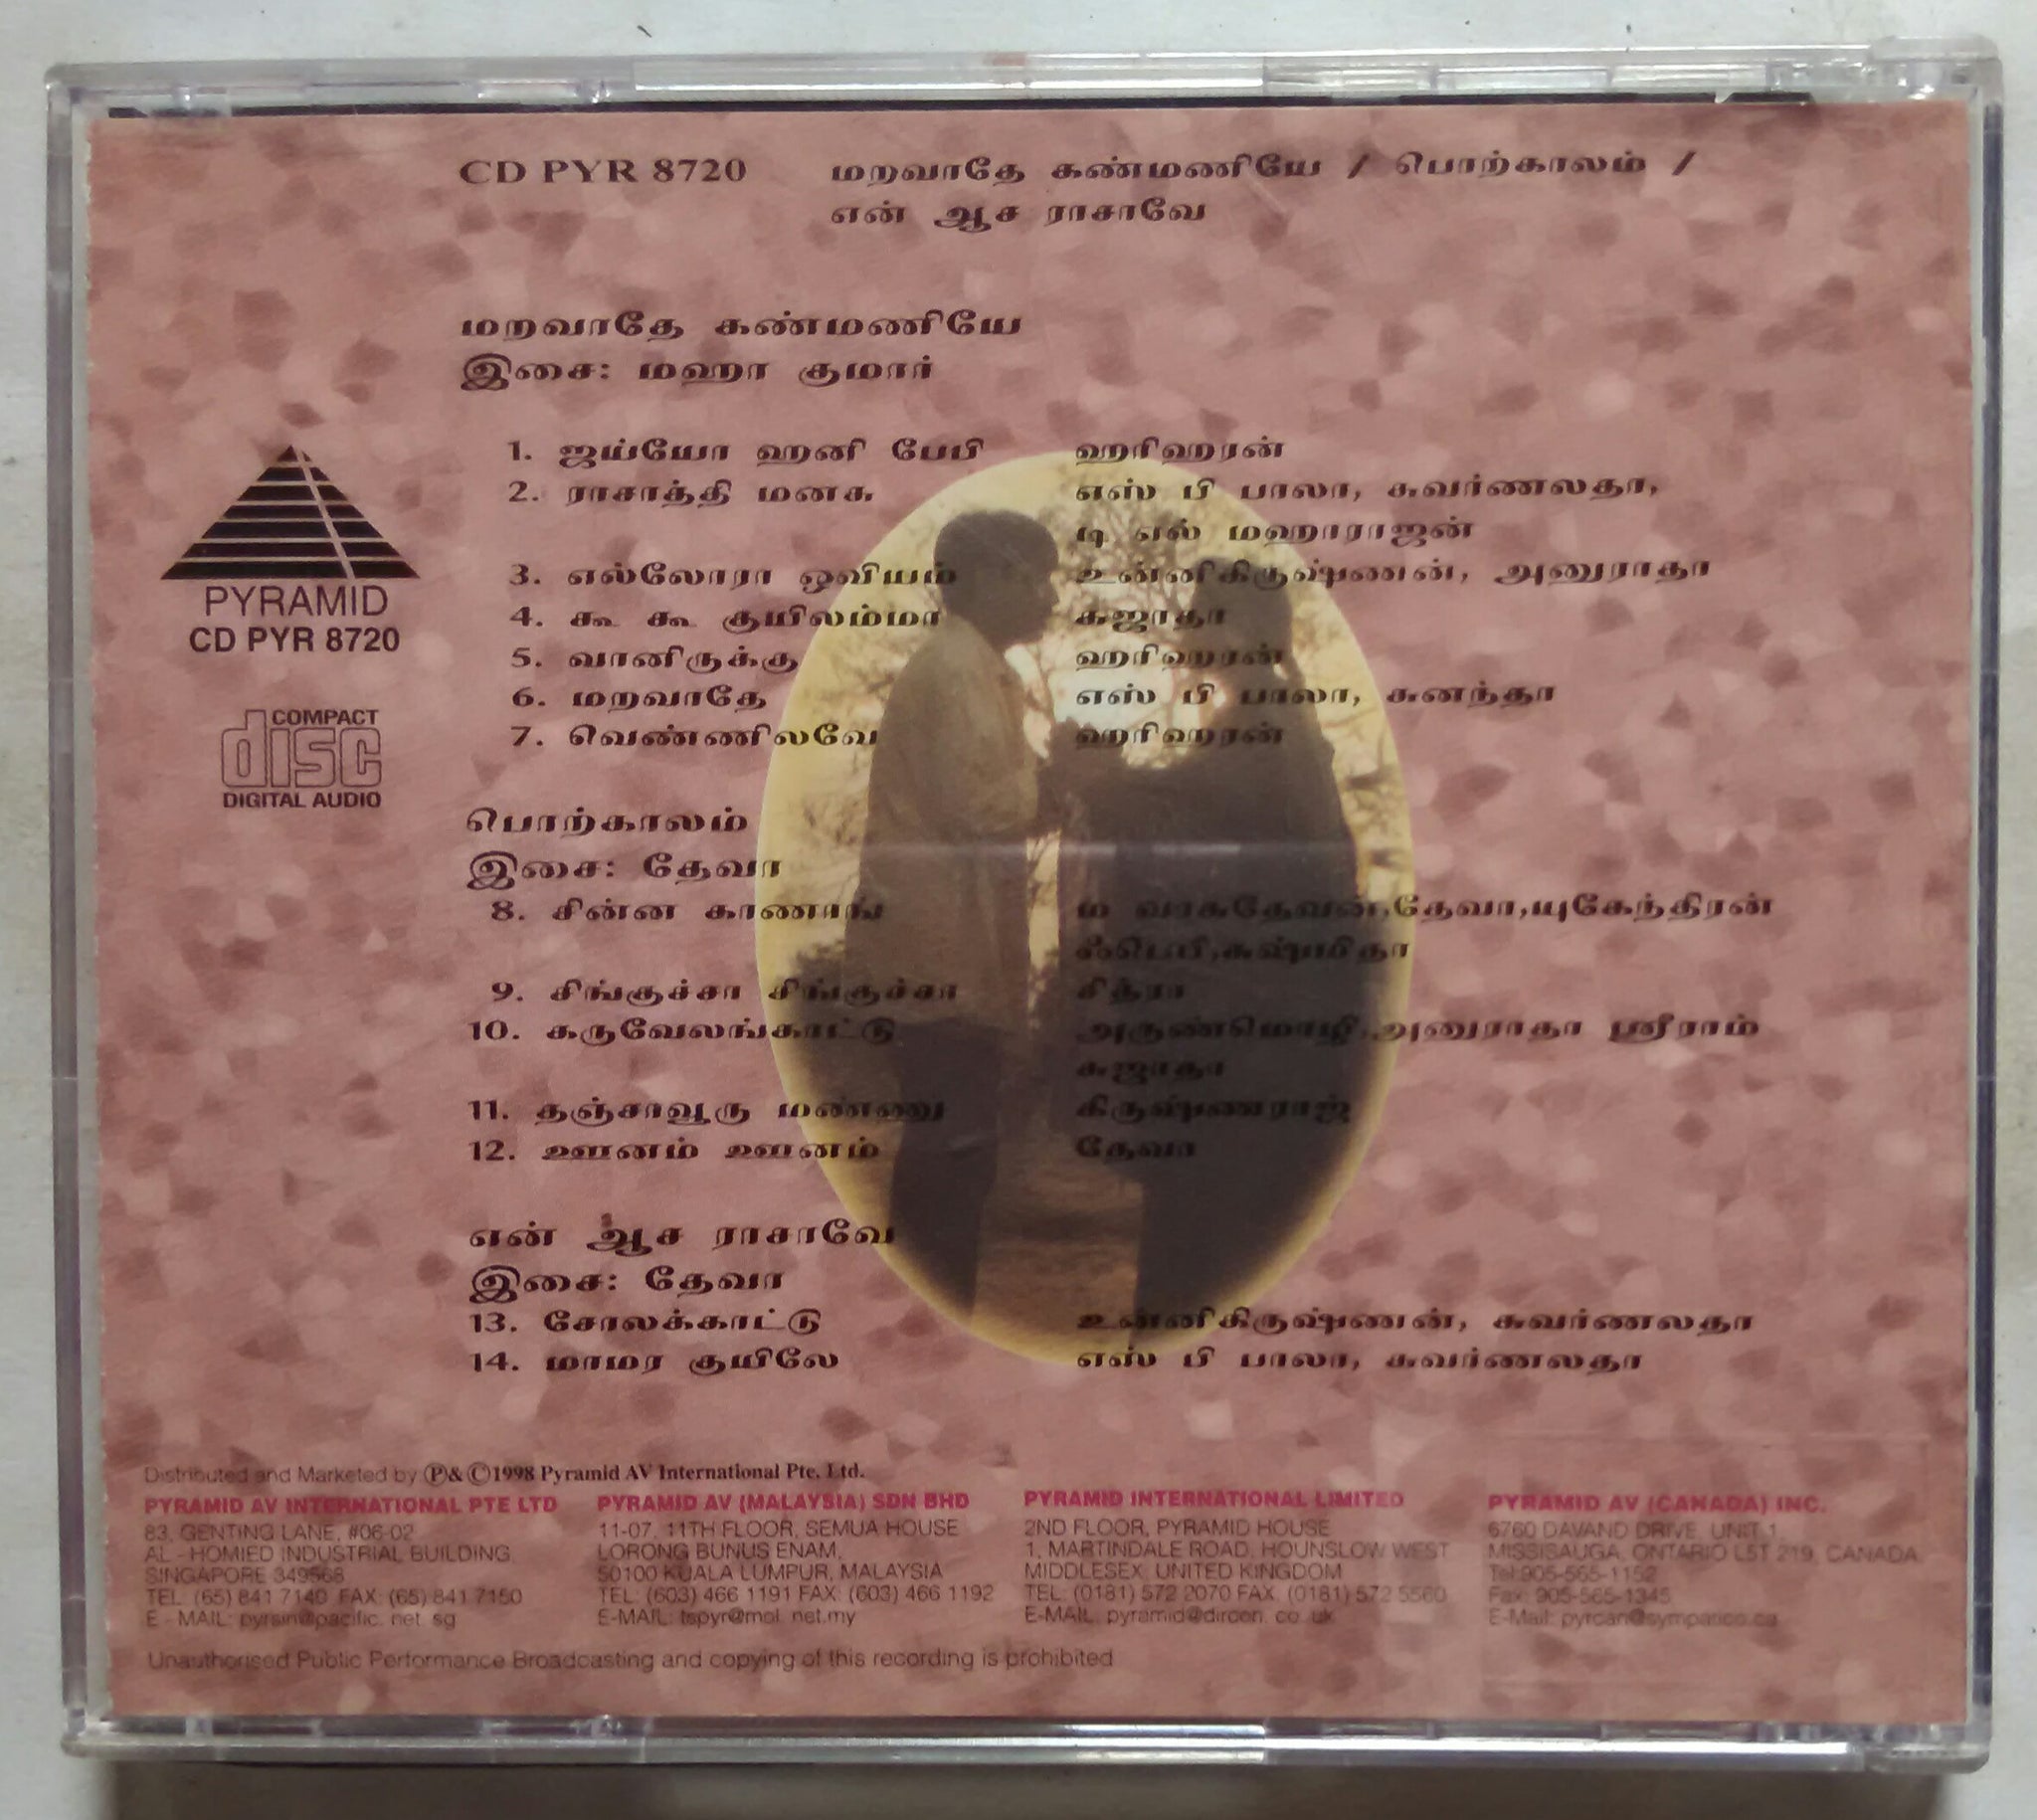 CD PYR 8720 மறவாதே கண்மணியே / பொற்காலம் /
என் ஆச ராசாவே
மறவாதே கண்மணியே
இசை: மஹா குமார்
1. ஐய்யோ ஹனி பேபி ஹரிஹரன்
2. ராசாத்தி மனசு எஸ் பி பாலா, சுவர்ணலதா,
டி எல் மஹாராஜன்
3. எல்லோரா ஓவியம் உன்னிகிருஷ்ணன், அனுராதா
4. கூ கூ குயிலம்மா சுஜாதா
5. வானிருக்கு ஹரிஹரன்
6. மறவாதே எஸ் பி பாலா, சுனந்தா
7. வெண்ணிலவே ஹரிஹரன்
PYRAMID
CD PYR 8720
COMPACT
disc
DIGITAL AUDIO
பொற்காலம்
இசை: தேவா
8. சின்ன காணாங் ம வாசுதேவன்,தேவா,யுகேந்திரன்
சுஷ்மிதா
9. சிங்குச்சா சிங்குச்சா சித்ரா
10. கருவேலங்காட்டு அருண்மொழி,அனுராதா ஸ்ரீராம்
சுஜாதா
11. தஞ்சாவூரு மண்ணு கிருஷ்ணராஜ்
12. ஊனம் ஊனம் தேவா
என் ஆச ராசாவே
இசை: தேவா
13. சோலக்காட்டு உன்னிகிருஷ்ணன், சுவர்ணலதா
14. மாமர குயிலே எஸ் பி பாலா, சுவர்ணலதா
Distributed and Marketed by Ⓟ& ©1998 Pyramid AV International Pte. Ltd.
PYRAMID AV INTERNATIONAL PTE LTD
83, GENTING LANE, #06-02
AL - HOMIED INDUSTRIAL BUILDING
SINGAPORE 349568
TEL: (65) 841 7140 FAX: (65) 841 7150
E - MAIL: pyrsin@pacific. net. sg
PYRAMID AV (MALAYSIA) SDN BHD
11-07, 11TH FLOOR, SEMUA HOUSE
LORONG BUNUS ENAM,
50100 KUALA LUMPUR, MALAYSIA
TEL: (603) 466 1191 FAX: (603) 466 1192
E-MAIL: tspyr@mol. net.my
PYRAMID INTERNATIONAL LIMITED
2ND FLOOR, PYRAMID HOUSE
1, MARTINDALE ROAD, HOUNSLOW WEST
MIDDLESEX, UNITED KINGDOM
TEL: (0181) 572 2070 FAX: (0181) 572 5560
E-MAIL: pyramid@dircon. co. uk
PYRAMID AV (CANADA) INC.
6760 DAVAND DRIVE, UNIT 1,
MISSISAUGA, ONTARIO L5T 2T9, CANADA
Tel:905-565-1152
Fax: 905-565-1345
E-Mail: pyrcan@sympatico.ca
Unauthorised Public Performance Broadcasting and copying of this recording is prohibited